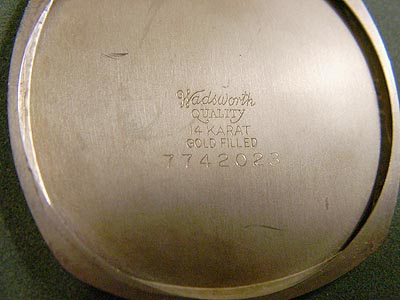 Wadsworth
QUALITY
14 KARAT
GOLD FILLED
7742023